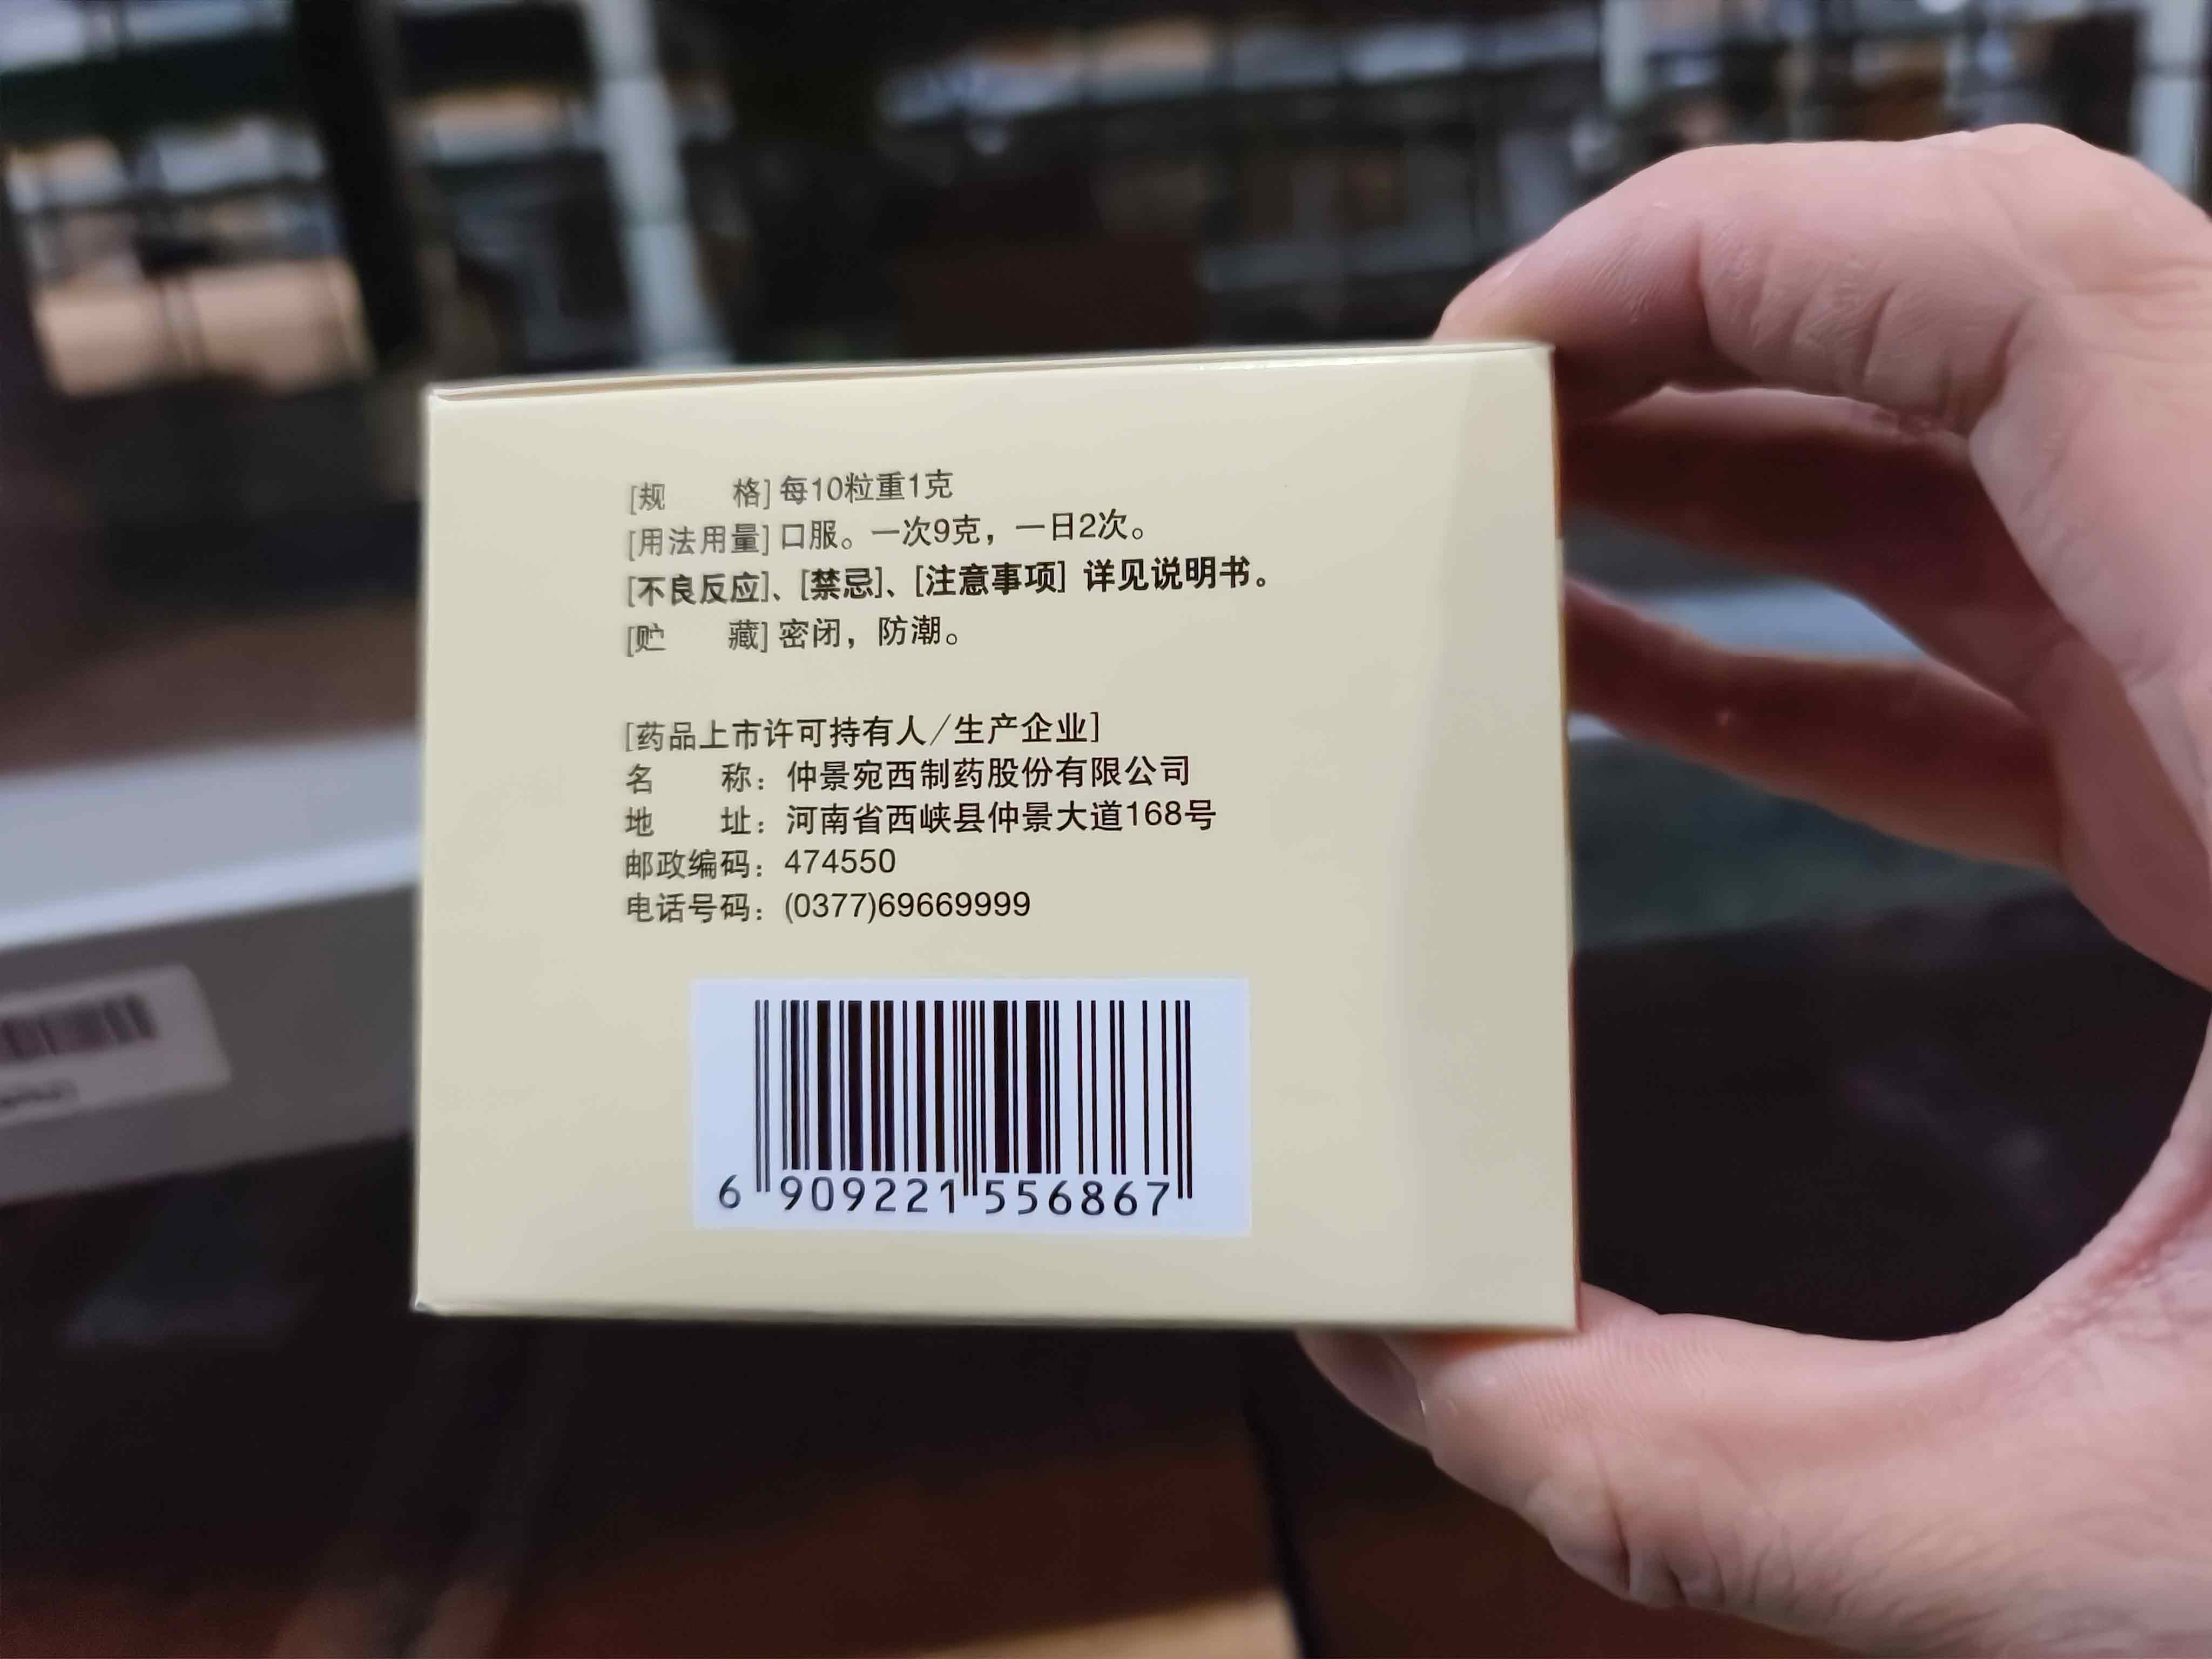 [规　　格] 每10粒重1克
[用法用量] 口服。一次9克，一日2次。
[不良反应]、[禁忌]、[注意事项] 详见说明书。
[贮　　藏] 密闭，防潮。
[药品上市许可持有人/生产企业]
名　　称：仲景宛西制药股份有限公司
地　　址：河南省西峡县仲景大道168号
邮政编码：474550
电话号码：(0377)69669999
6 909221 556867